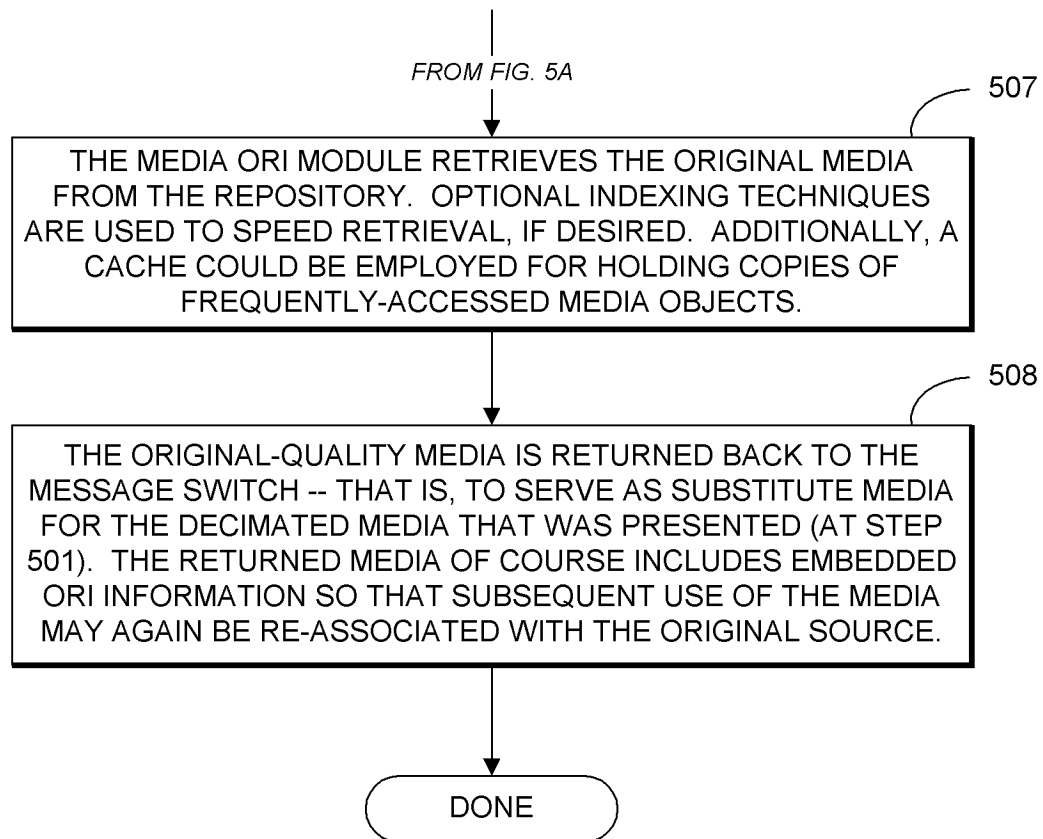 FROM FIG. 5A
507
THE MEDIA ORI MODULE RETRIEVES THE ORIGINAL MEDIA
FROM THE REPOSITORY. OPTIONAL INDEXING TECHNIQUES
ARE USED TO SPEED RETRIEVAL, IF DESIRED. ADDITIONALLY, A
CACHE COULD BE EMPLOYED FOR HOLDING COPIES OF
FREQUENTLY-ACCESSED MEDIA OBJECTS.
508
THE ORIGINAL-QUALITY MEDIA IS RETURNED BACK TO THE
MESSAGE SWITCH -- THAT IS, TO SERVE AS SUBSTITUTE MEDIA
FOR THE DECIMATED MEDIA THAT WAS PRESENTED (AT STEP
501). THE RETURNED MEDIA OF COURSE INCLUDES EMBEDDED
ORI INFORMATION SO THAT SUBSEQUENT USE OF THE MEDIA
MAY AGAIN BE RE-ASSOCIATED WITH THE ORIGINAL SOURCE.
DONE